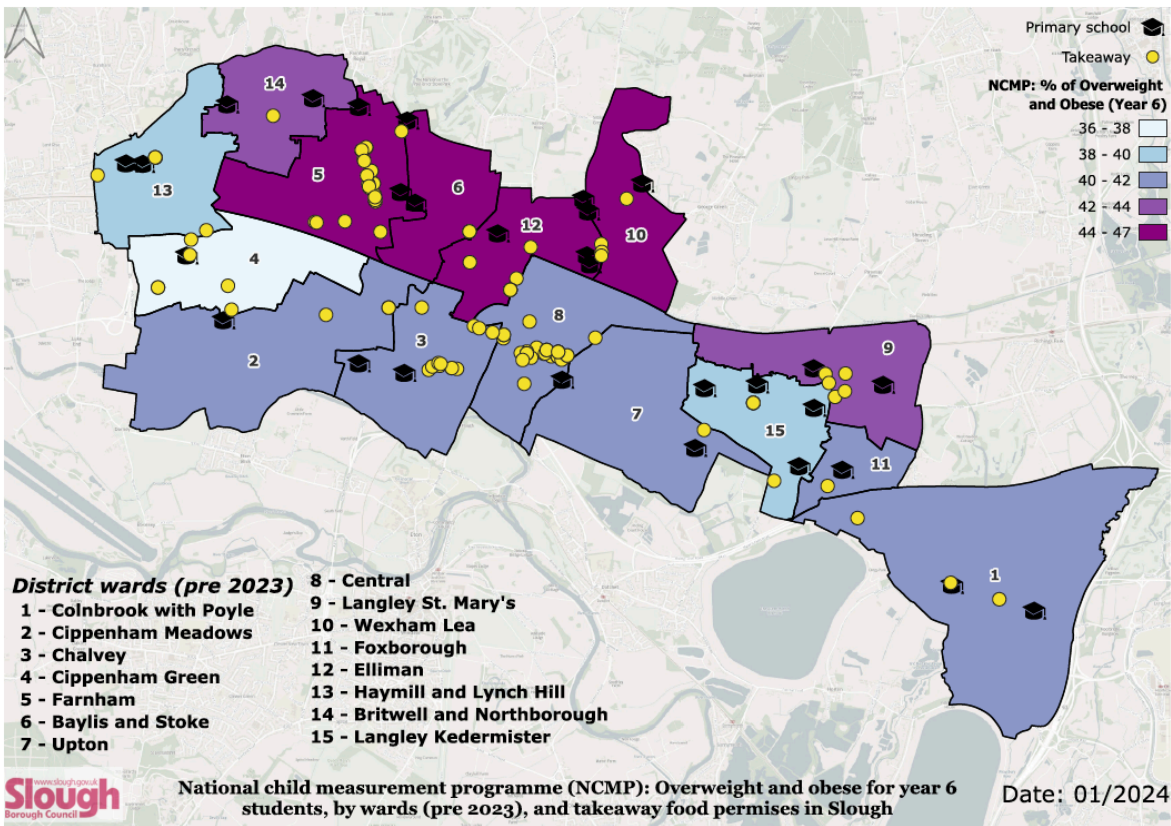 Primary school
Takeaway
NCMP: % of Overweight
and Obese (Year 6)
36 - 38
38 - 40
40 - 42
42 - 44
44 - 47
14
13
5
6
12
10
4
8
3
2
9
7
15
11
1
District wards (pre 2023)
1 - Colnbrook with Poyle
2 - Cippenham Meadows
3 - Chalvey
4 - Cippenham Green
5 - Farnham
6 - Baylis and Stoke
7 - Upton
8 - Central
9 - Langley St. Mary's
10 - Wexham Lea
11 - Foxborough
12 - Elliman
13 - Haymill and Lynch Hill
14 - Britwell and Northborough
15 - Langley Kedermister
www.slough.gov.uk
Slough
Borough Council
National child measurement programme (NCMP): Overweight and obese for year 6
students, by wards (pre 2023), and takeaway food permises in Slough
Date: 01/2024